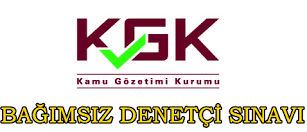 KGK
Kamu Gözetimi Kurumu
BAĞIMSIZ DENETÇİ SINAVI